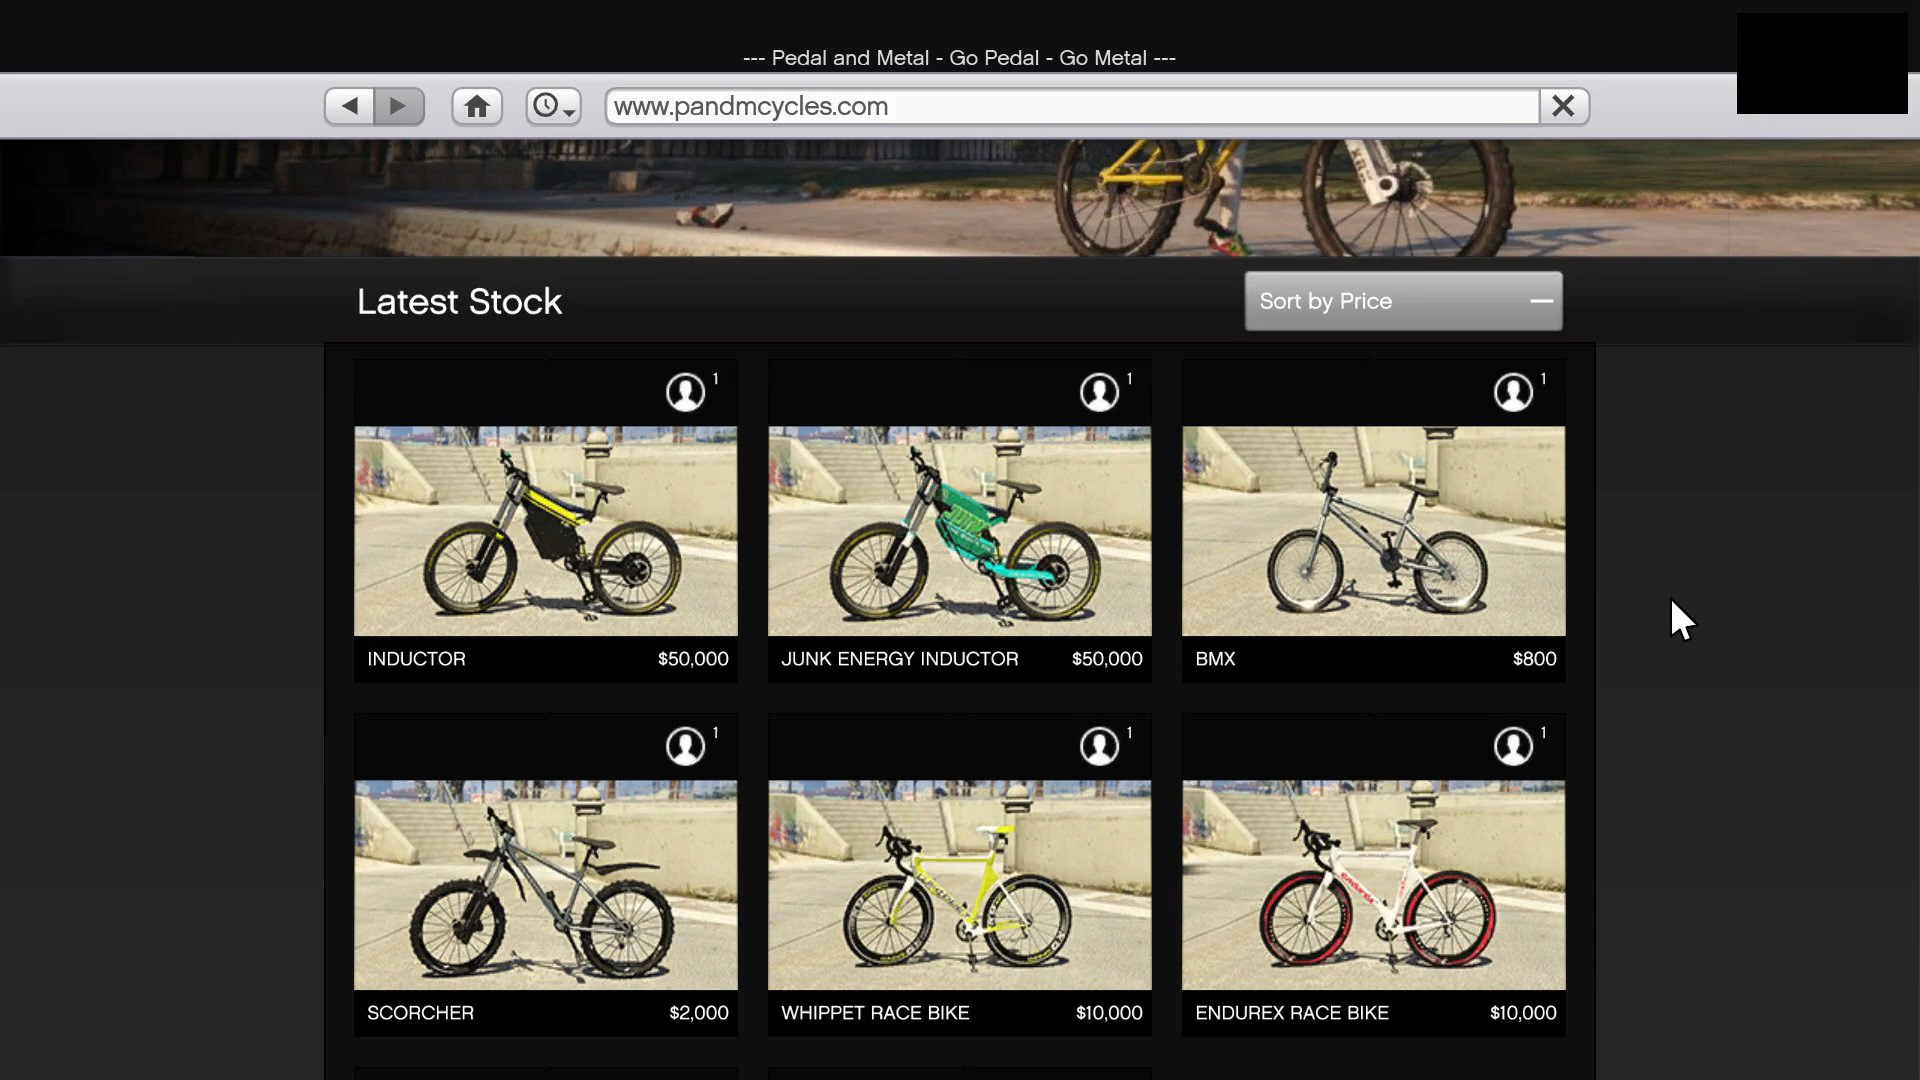 --- Pedal and Metal - Go Pedal - Go Metal ---
www.pandmcycles.com
Latest Stock
Sort by Price
1
1
1
INDUCTOR $50,000
JUNK ENERGY INDUCTOR $50,000
BMX $800
1
1
1
SCORCHER $2,000
WHIPPET RACE BIKE $10,000
ENDUREX RACE BIKE $10,000